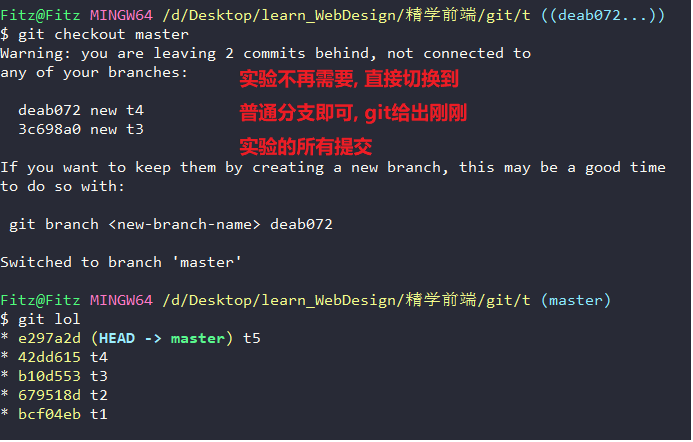 Fitz@Fitz MINGW64 /d/Desktop/learn_WebDesign/精学前端/git/t ((deab072...))
$ git checkout master
Warning: you are leaving 2 commits behind, not connected to
any of your branches:
实验不再需要, 直接切换到
deab072 new t4
普通分支即可, git给出刚刚
3c698a0 new t3
实验的所有提交
If you want to keep them by creating a new branch, this may be a good time
to do so with:
git branch <new-branch-name> deab072
Switched to branch 'master'
Fitz@Fitz MINGW64 /d/Desktop/learn_WebDesign/精学前端/git/t (master)
$ git lol
* e297a2d (HEAD -> master) t5
* 42dd615 t4
* b10d553 t3
* 679518d t2
* bcf04eb t1